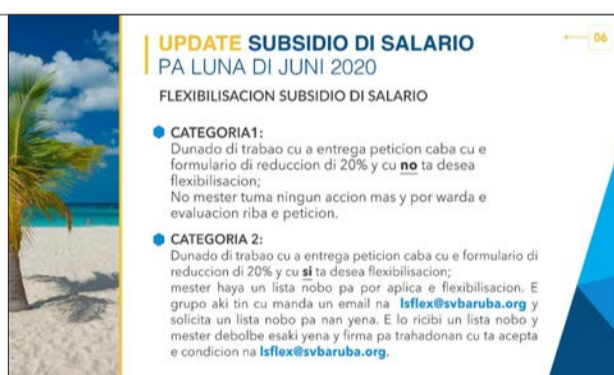 UPDATE SUBSIDIO DI SALARIO
06
PA LUNA DI JUNI 2020
FLEXIBILISACION SUBSIDIO DI SALARIO
CATEGORIA1:
Dunado di trabao cu a entrega peticion caba cu e
formulario di reduccion di 20% y cu no ta desea
flexibilisacion;
No mester tuma ningun accion mas y por warda e
evaluacion riba e peticion.
CATEGORIA 2:
Dunado di trabao cu a entrega peticion caba cu e formulario di
reduccion di 20% y cu si ta desea flexibilisacion;
mester haya un lista nobo pa por aplica e flexibilisacion. E
grupo aki tin cu manda un email na lsflex@svbaruba.org y
solicita un lista nobo pa nan yena. E lo ricibi un lista nobo y
mester debolbe esaki yena y firma pa trahadonan cu ta acepta
e condicion na lsflex@svbaruba.org.